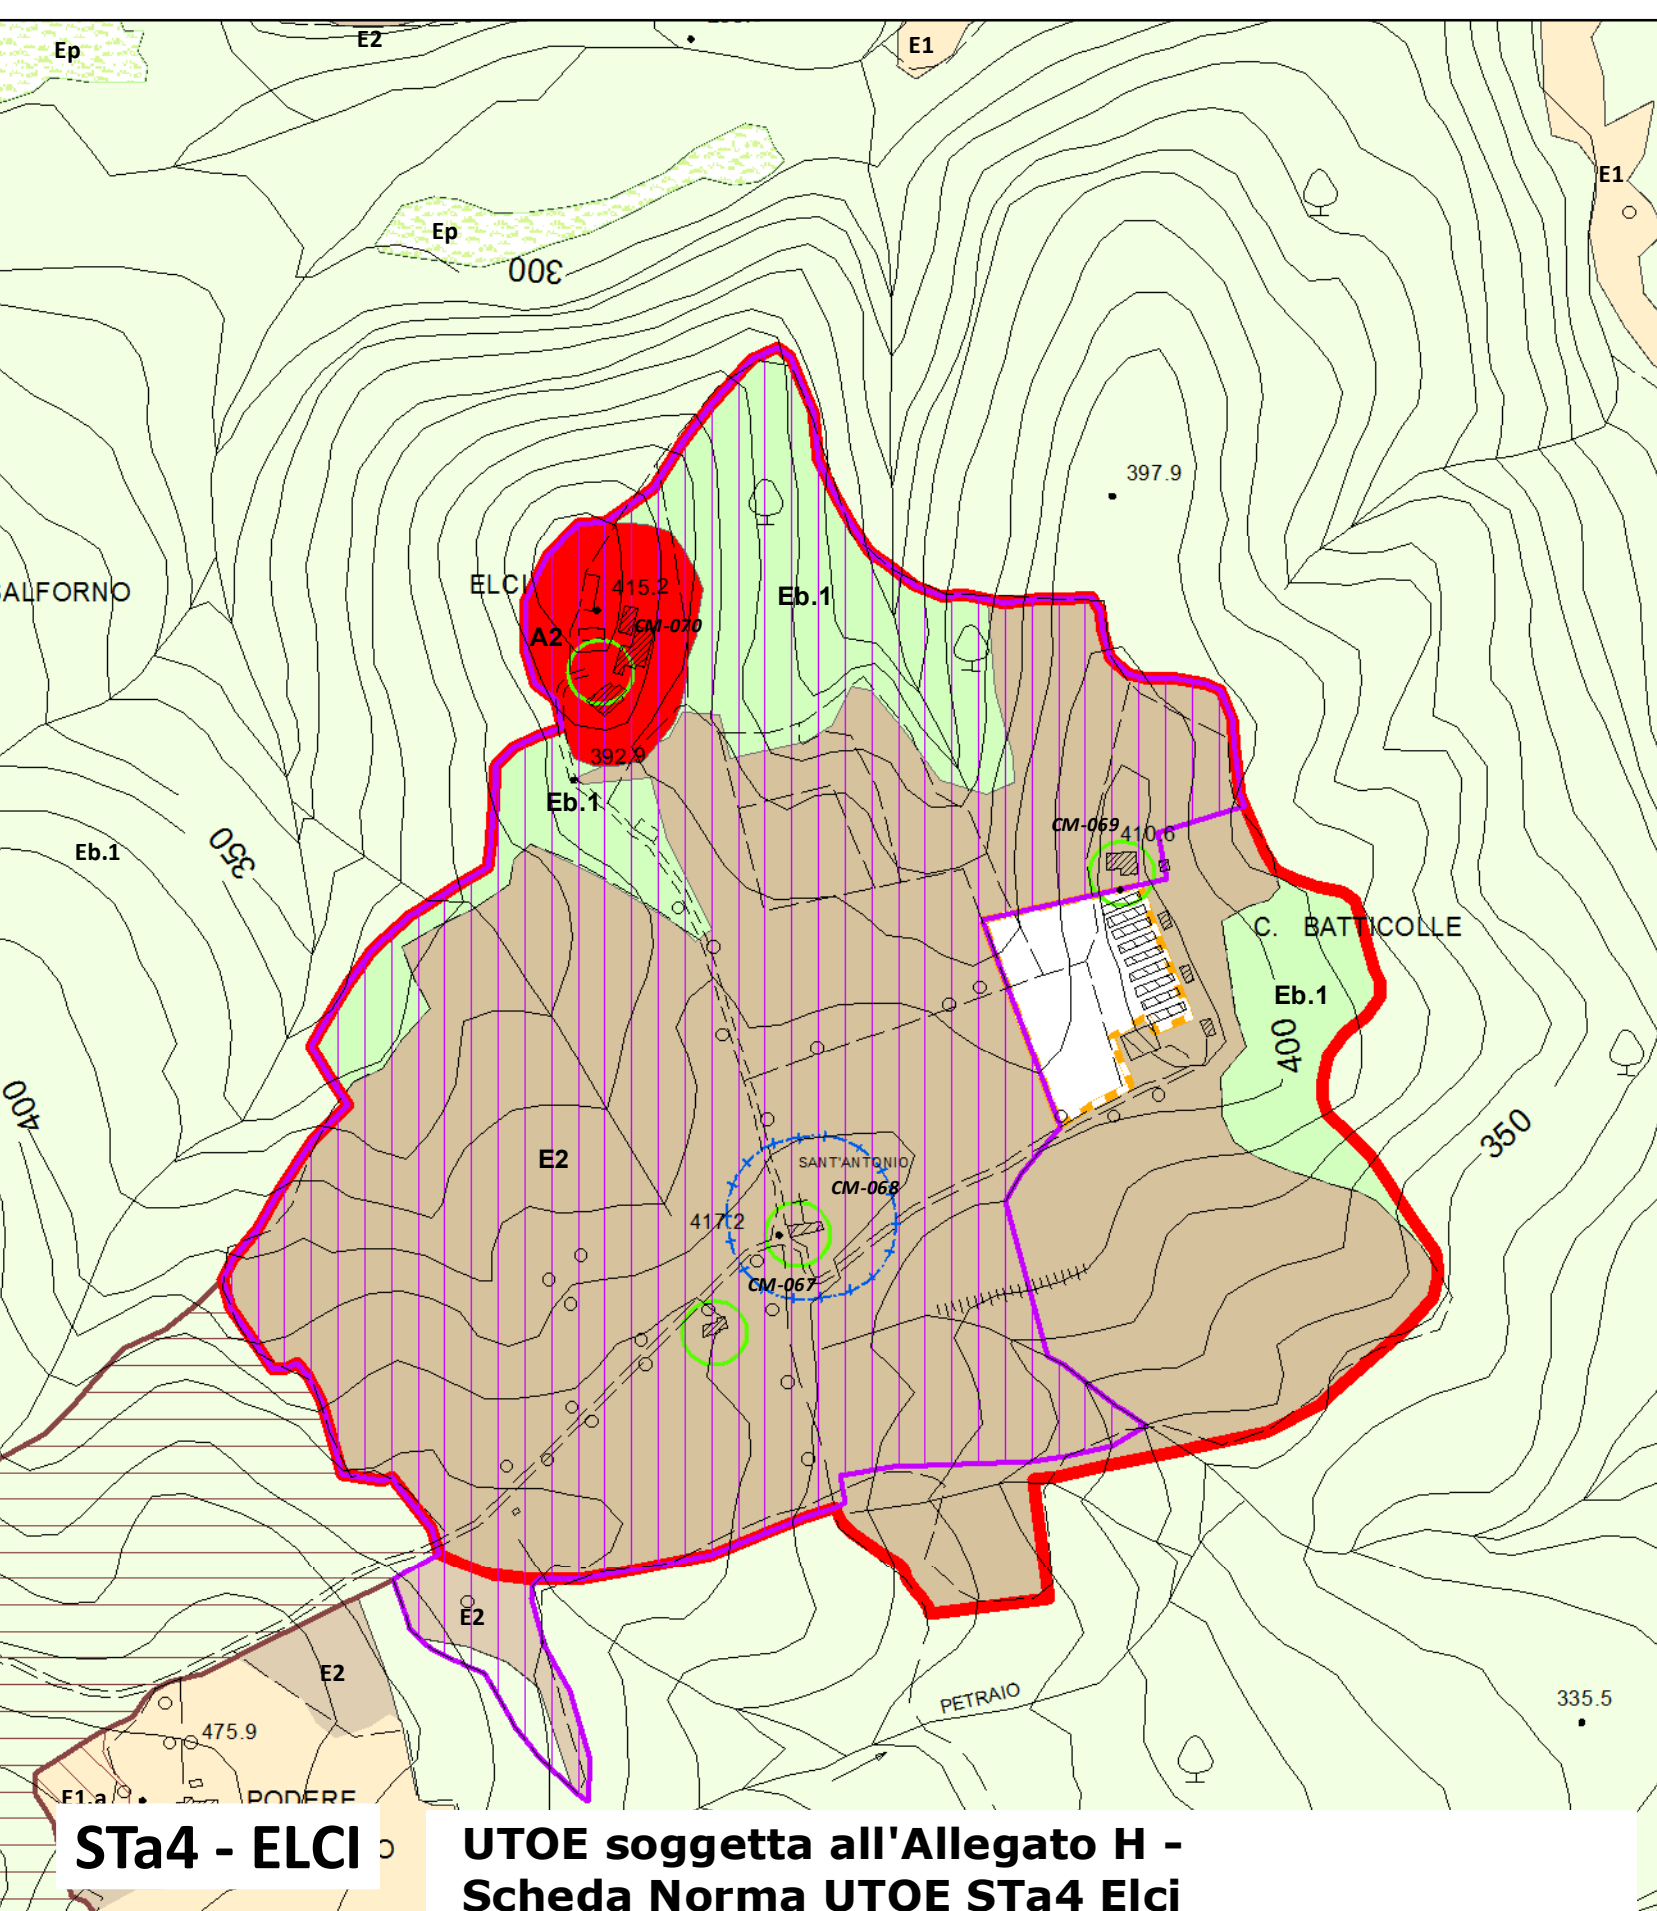 E2
E1
Ep
E1
Ep
300
397.9
ELCI
415.2
Eb.1
CM-070
A2
392.9
Eb.1
CM-069
410.6
350
Eb.1
C. BATTICOLLE
Eb.1
400
400
350
E2
SANT'ANTONIO
CM-068
417.2
CM-067
E2
E2
PETRAIO
335.5
475.9
E1.a
PODERE
STa4 - ELCI
UTOE soggetta all'Allegato H -
Scheda Norma UTOE STa4 Elci